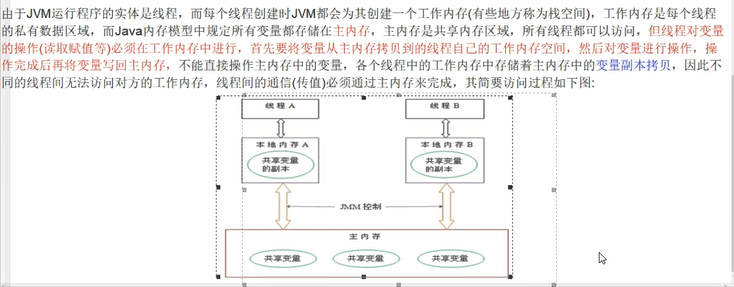 由于JVM运行程序的实体是线程，而每个线程创建时JVM都会为其创建一个工作内存(有些地方称为栈空间)，工作内存是每个线程
的私有数据区域，而Java内存模型中规定所有变量都存储在主内存，主内存是共享内存区域，所有线程都可以访问，但线程对变量
的操作(读取赋值等)必须在工作内存中进行，首先要将变量从主内存拷贝到的线程自己的工作内存空间，然后对变量进行操作，操
作完成后再将变量写回主内存，不能直接操作主内存中的变量，各个线程中的工作内存中存储着主内存中的变量副本拷贝，因此不
同的线程间无法访问对方的工作内存，线程间的通信(传值)必须通过主内存来完成，其简要访问过程如下图:
线程 A
线程 B
本地内存 A
本地内存 B
共享变量
的副本
共享变量
的副本
JMM 控制
主内存
共享变量
共享变量
共享变量